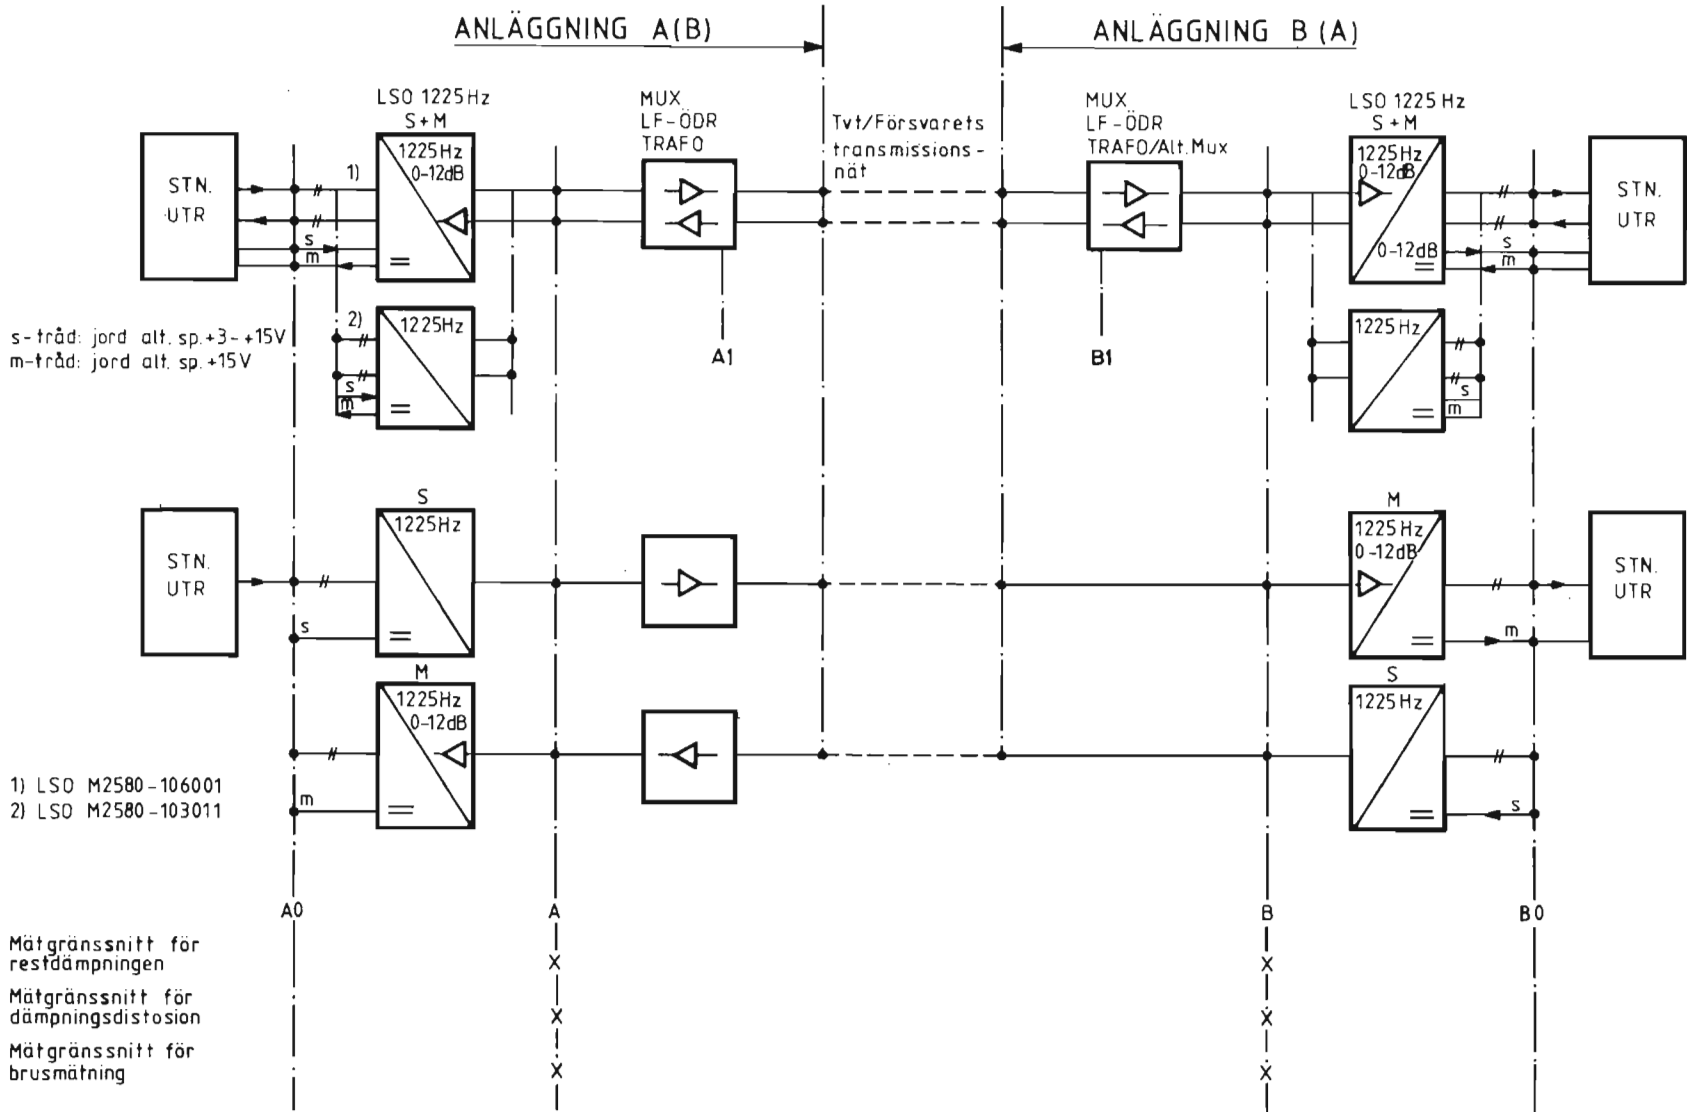 ANLÄGGNING A(B)
ANLÄGGNING B (A)
LSO 1225Hz
S+M
MUX
LF-ÖDR
TRAFO
Tvt/Försvarets
transmissions-
nät
MUX
LF-ÖDR
TRAFO/Alt.Mux
LSO 1225 Hz
S+M
STN.
UTR
1)
1225Hz
0-12dB
s
m
=
1225Hz
0-12dB
0-12dB
=
s
m
STN.
UTR
s-tråd: jord alt. sp.+3-+15V
m-tråd: jord alt. sp.+15V
2)
1225Hz
s
m
=
A1
B1
1225Hz
=
s
m
S
M
STN.
UTR
1225Hz
s
=
1225Hz
0-12dB
=
m
STN.
UTR
M
S
1225Hz
0-12dB
m
=
1225Hz
=
s
1) LSO M2580-106001
2) LSO M2580-103011
A0
A
B
B0
Mätgränssnitt för
restdämpningen
X
X
Mätgränssnitt för
dämpningsdistosion
X
X
Mätgränssnitt för
brusmätning
X
X